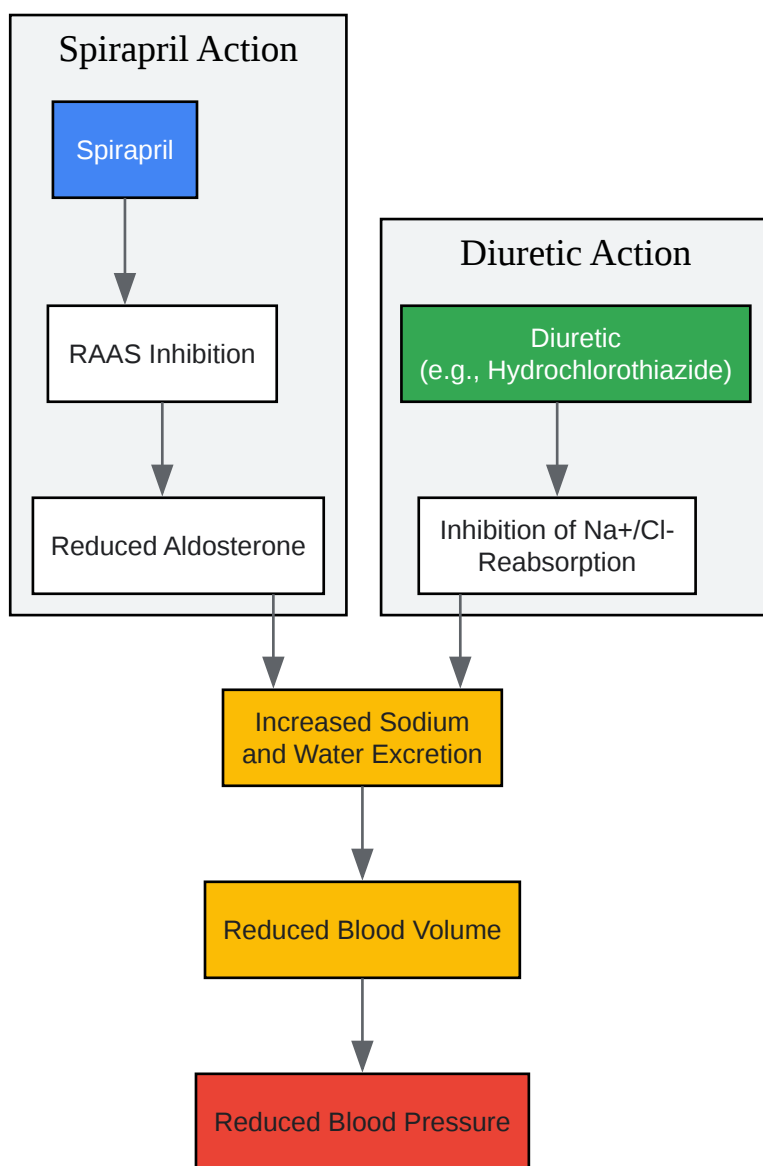 Spirapril Action
Spirapril
RAAS Inhibition
Reduced Aldosterone
Diuretic Action
Diuretic
(e.g., Hydrochlorothiazide)
Inhibition of Na+/Cl-
Reabsorption
Increased Sodium
and Water Excretion
Reduced Blood Volume
Reduced Blood Pressure